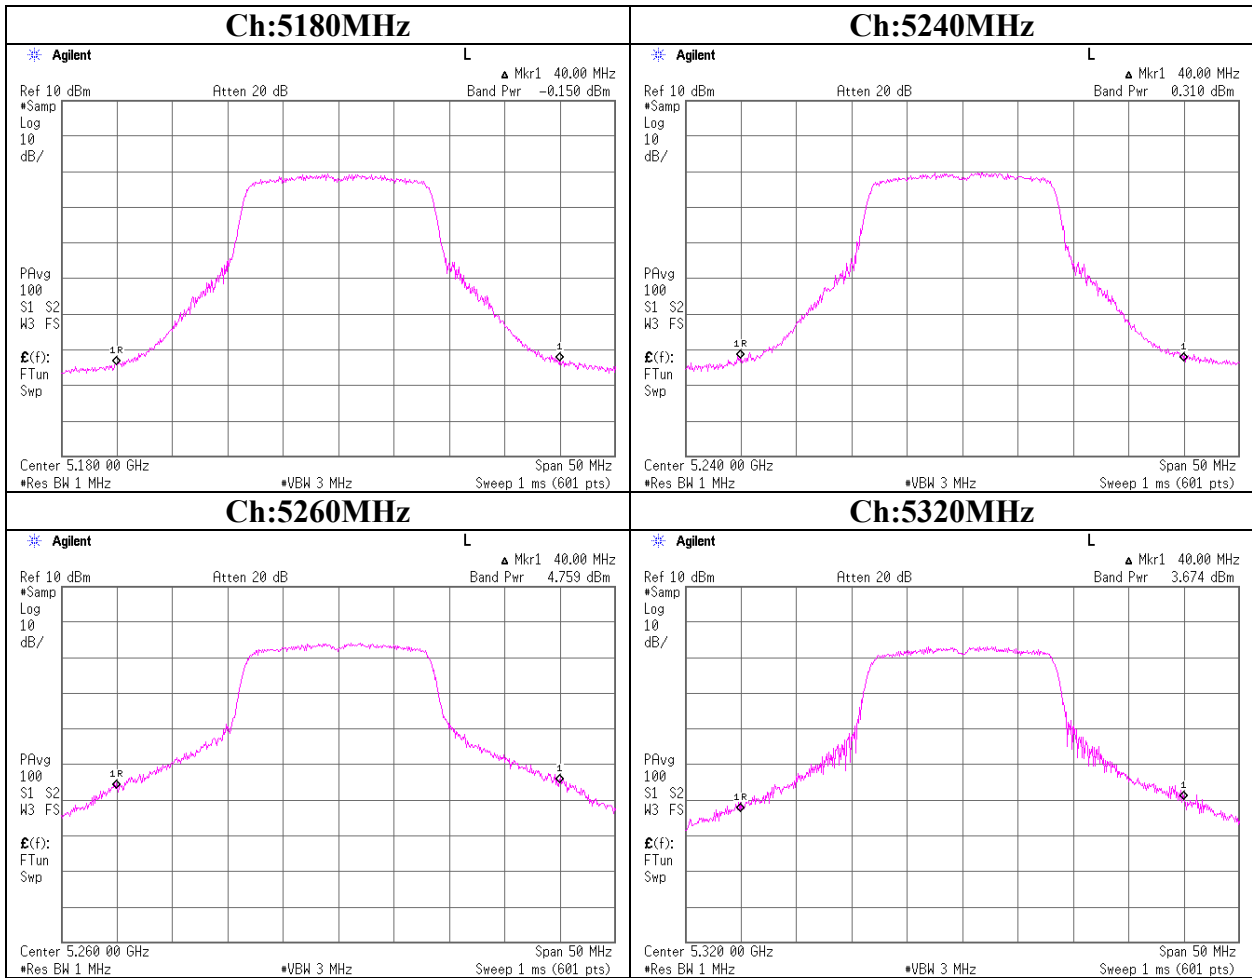 Ch:5180MHz
Agilent
L
Δ Mkr1 40.00 MHz
Ref 10 dBm Atten 20 dB Band Pwr -0.150 dBm
#Samp
Log
10
dB/
PAvg
100
S1 S2
W3 FS
£(f):
FTun
Swp
1R
1
Center 5.180 00 GHz Span 50 MHz
#Res BW 1 MHz #VBW 3 MHz Sweep 1 ms (601 pts)
Ch:5240MHz
Agilent
L
Δ Mkr1 40.00 MHz
Ref 10 dBm Atten 20 dB Band Pwr 0.310 dBm
#Samp
Log
10
dB/
PAvg
100
S1 S2
W3 FS
£(f):
FTun
Swp
1R
1
Center 5.240 00 GHz Span 50 MHz
#Res BW 1 MHz #VBW 3 MHz Sweep 1 ms (601 pts)
Ch:5260MHz
Agilent
L
Δ Mkr1 40.00 MHz
Ref 10 dBm Atten 20 dB Band Pwr 4.759 dBm
#Samp
Log
10
dB/
PAvg
100
S1 S2
W3 FS
£(f):
FTun
Swp
1R
1
Center 5.260 00 GHz Span 50 MHz
#Res BW 1 MHz #VBW 3 MHz Sweep 1 ms (601 pts)
Ch:5320MHz
Agilent
L
Δ Mkr1 40.00 MHz
Ref 10 dBm Atten 20 dB Band Pwr 3.674 dBm
#Samp
Log
10
dB/
PAvg
100
S1 S2
W3 FS
£(f):
FTun
Swp
1R
1
Center 5.320 00 GHz Span 50 MHz
#Res BW 1 MHz #VBW 3 MHz Sweep 1 ms (601 pts)